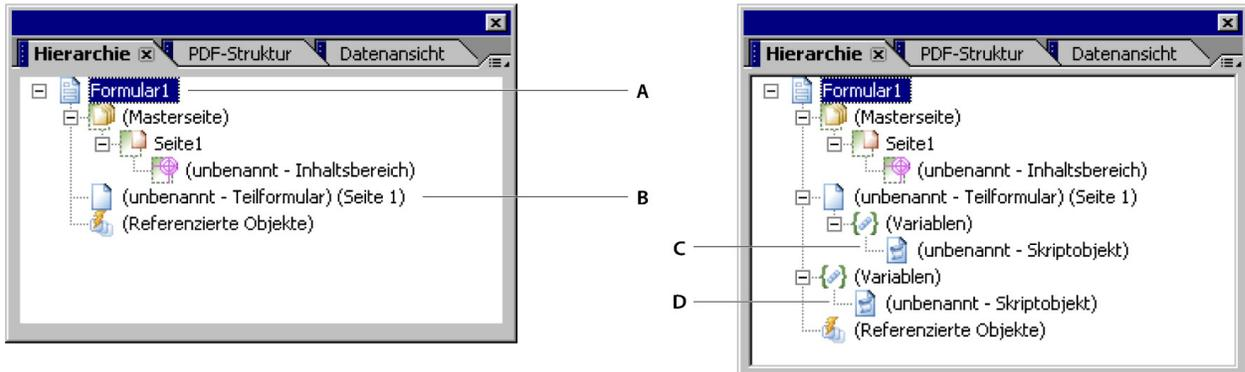 Hierarchie PDF-Struktur Datenansicht
Formular1
(Masterseite)
Seite1
(unbenannt - Inhaltsbereich)
(unbenannt - Teilformular) (Seite 1)
(Referenzierte Objekte)
A
B
Hierarchie PDF-Struktur Datenansicht
Formular1
(Masterseite)
Seite1
(unbenannt - Inhaltsbereich)
(unbenannt - Teilformular) (Seite 1)
(Variablen)
C
(unbenannt - Skriptobjekt)
(Variablen)
D
(unbenannt - Skriptobjekt)
(Referenzierte Objekte)